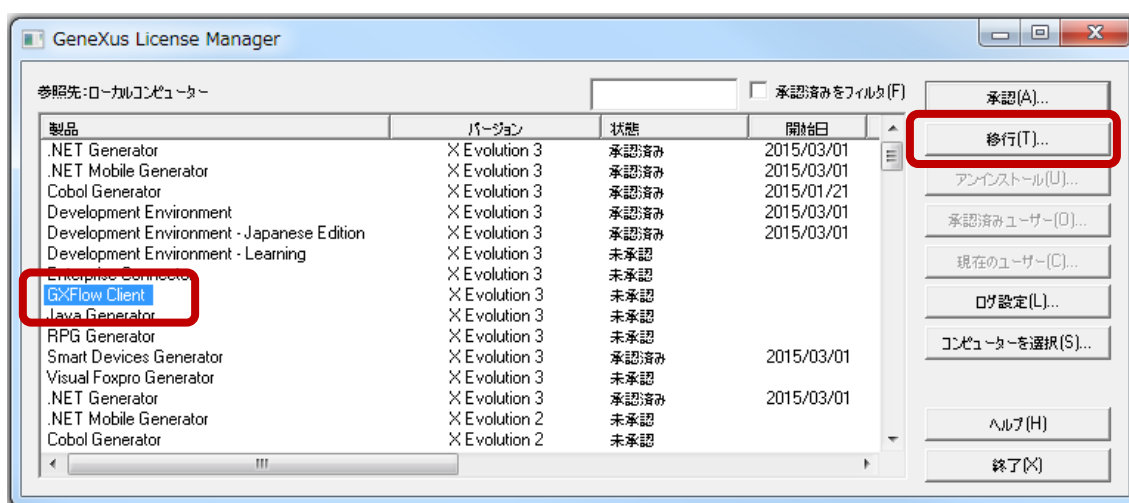 GeneXus License Manager
参照先:ローカルコンピューター
承認済みをフィルタ(F)
承認(A)...
製品 バージョン 状態 開始日
移行(T)...
.NET Generator X Evolution 3 承認済み 2015/03/01
.NET Mobile Generator X Evolution 3 承認済み 2015/03/01
アンインストール(U)...
Cobol Generator X Evolution 3 承認済み 2015/01/21
Development Environment X Evolution 3 承認済み 2015/03/01
承認済みユーザー(O)...
Development Environment - Japanese Edition X Evolution 3 承認済み 2015/03/01
Development Environment - Learning X Evolution 3 未承認
現在のユーザー(C)...
Enterprise Connector X Evolution 3 未承認
GXFlow Client X Evolution 3 未承認
ログ設定(L)...
Java Generator X Evolution 3 未承認
RPG Generator X Evolution 3 未承認
コンピューターを選択(S)...
Smart Devices Generator X Evolution 3 承認済み 2015/03/01
Visual Foxpro Generator X Evolution 3 未承認
.NET Generator X Evolution 3 承認済み 2015/03/01
.NET Mobile Generator X Evolution 2 未承認
ヘルプ(H)
Cobol Generator X Evolution 2 未承認
終了(X)